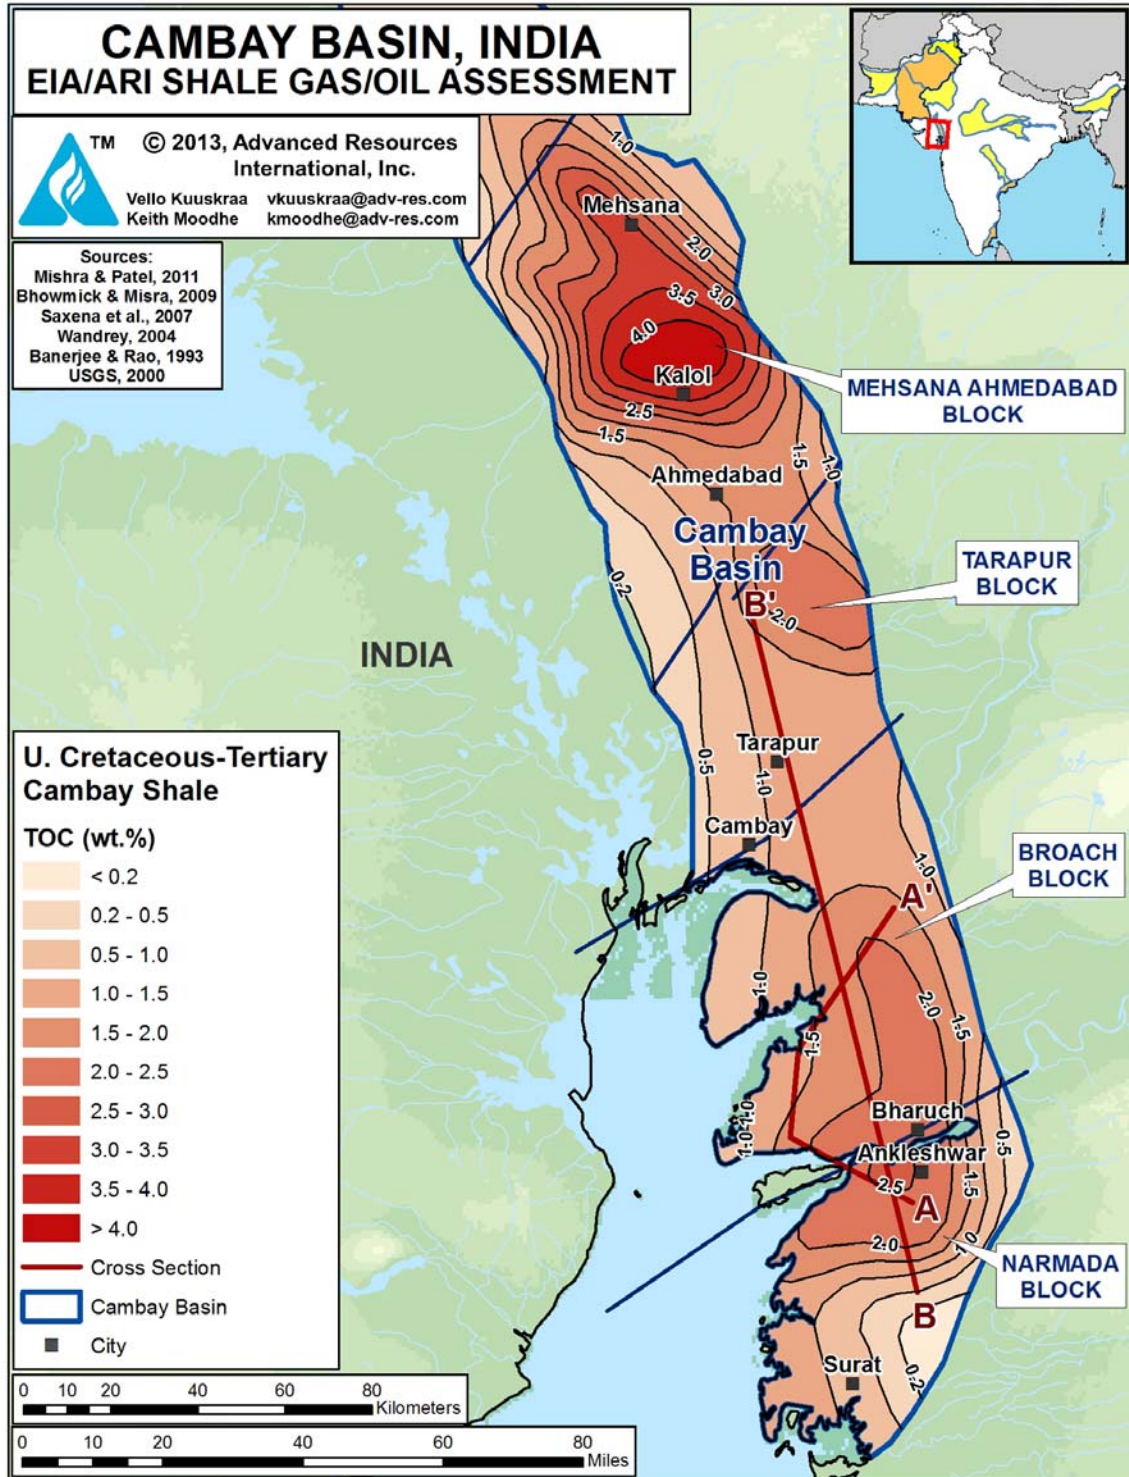 CAMBAY BASIN, INDIA
EIA/ARI SHALE GAS/OIL ASSESSMENT
TM
© 2013, Advanced Resources
International, Inc.
Vello Kuuskraa vkuuskraa@adv-res.com
Keith Moodhe kmoodhe@adv-res.com
Sources:
Mishra & Patel, 2011
Bhowmick & Misra, 2009
Saxena et al., 2007
Wandrey, 2004
Banerjee & Rao, 1993
USGS, 2000
1.0
Mehsana
2.0
3.0
3.5
4.0
Kalol
2.5
1.5
MEHSANA AHMEDABAD
BLOCK
1.5
1.0
Ahmedabad
Cambay
Basin
TARAPUR
BLOCK
0.2
B'
2.0
INDIA
Tarapur
0.5
1.0
Cambay
BROACH
BLOCK
1.0
A'
1.0
2.0
1.5
1.5
Bharuch
1.0
1.0
0.5
Ankleshwar
2.5
1.5
A
2.0
1.0
NARMADA
BLOCK
B
Surat
0.2
U. Cretaceous-Tertiary
Cambay Shale
TOC (wt.%)
< 0.2
0.2 - 0.5
0.5 - 1.0
1.0 - 1.5
1.5 - 2.0
2.0 - 2.5
2.5 - 3.0
3.0 - 3.5
3.5 - 4.0
> 4.0
Cross Section
Cambay Basin
City
0 10 20 40 60 80
Kilometers
0 10 20 40 60 80
Miles